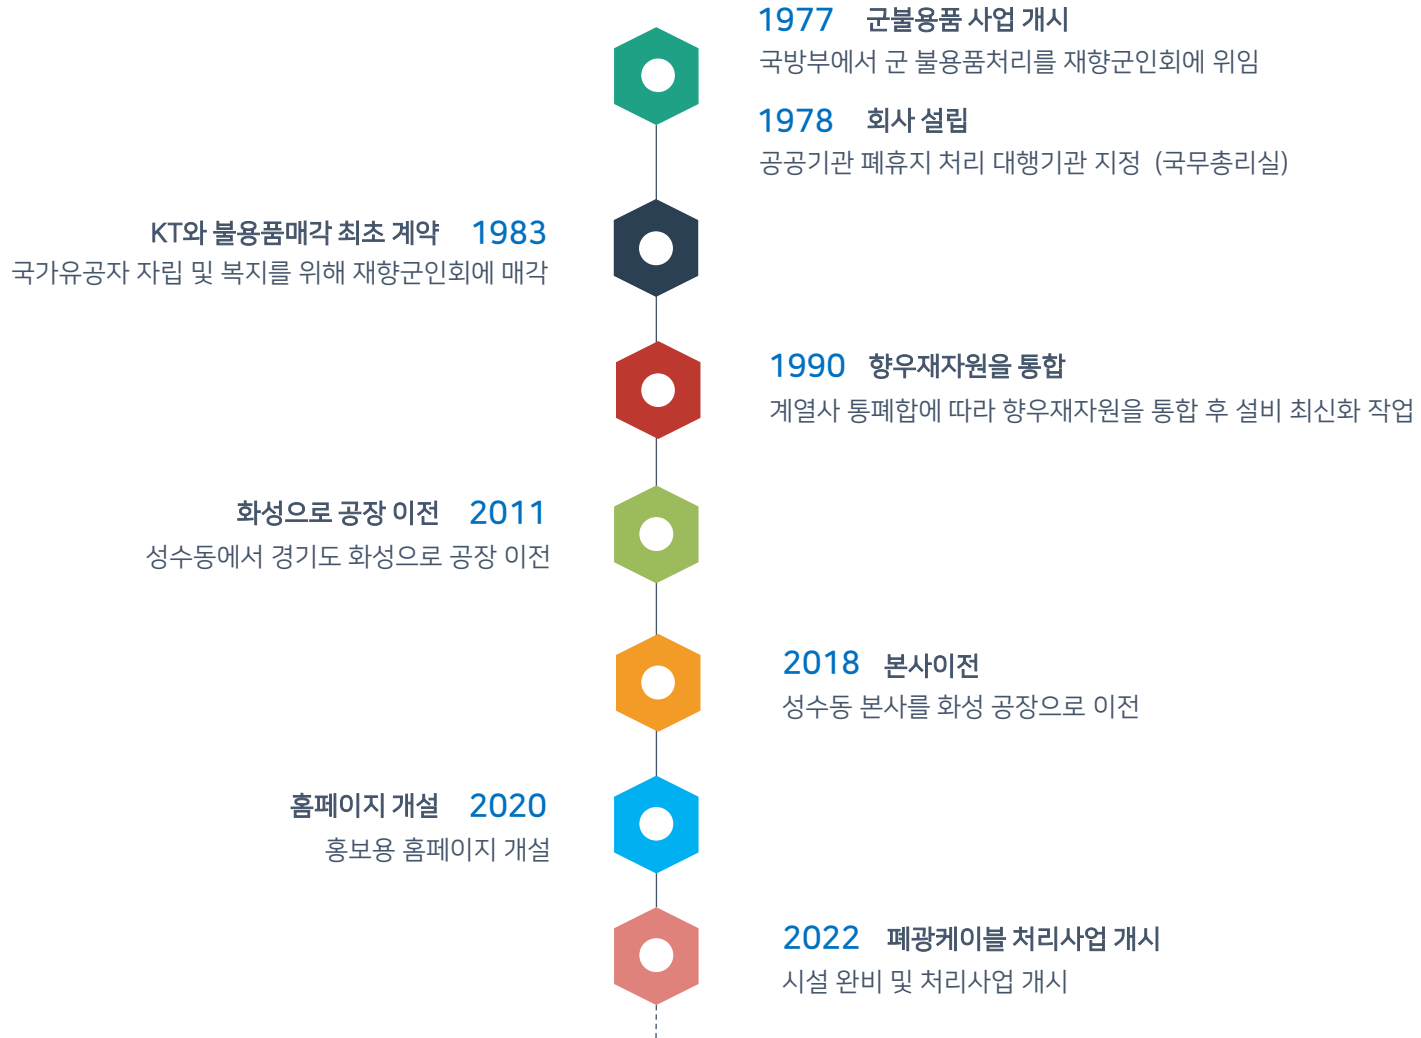 1977 군불용품 사업 개시
국방부에서 군 불용품처리를 재향군인회에 위임
1978 회사 설립
공공기관 폐휴지 처리 대행기관 지정 (국무총리실)
KT와 불용품매각 최초 계약 1983
국가유공자 자립 및 복지를 위해 재향군인회에 매각
1990 향우재자원을 통합
계열사 통폐합에 따라 향우재자원을 통합 후 설비 최신화 작업
화성으로 공장 이전 2011
성수동에서 경기도 화성으로 공장 이전
2018 본사이전
성수동 본사를 화성 공장으로 이전
홈페이지 개설 2020
홍보용 홈페이지 개설
2022 폐광케이블 처리사업 개시
시설 완비 및 처리사업 개시